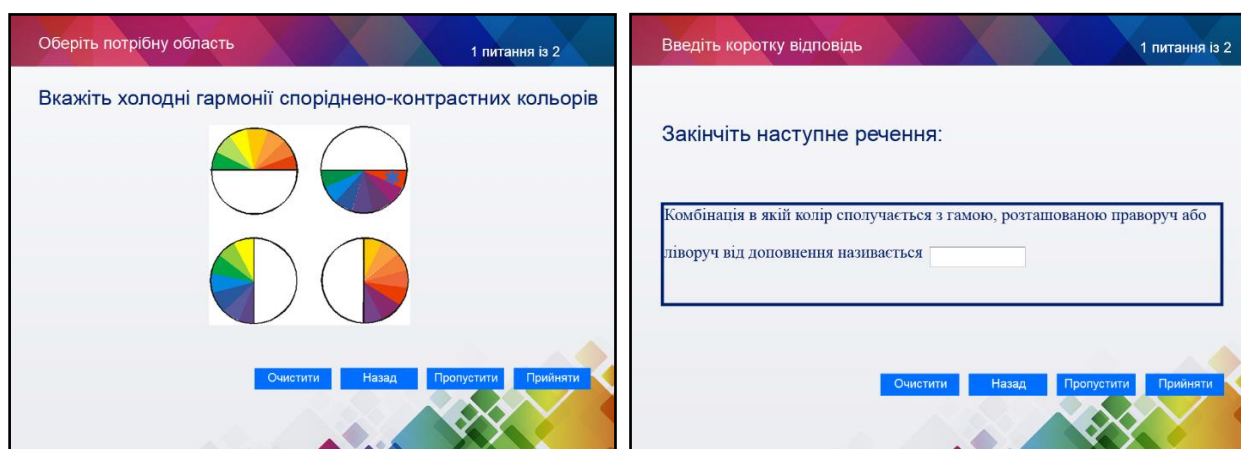 Оберіть потрібну область
1 питання із 2
Вкажіть холодні гармонії споріднено-контрастних кольорів
Очистити
Назад
Пропустити
Прийняти
Введіть коротку відповідь
1 питання із 2
Закінчіть наступне речення:
Комбінація в якій колір сполучається з гамою, розташованою праворуч або
ліворуч від доповнення називається
Очистити
Назад
Пропустити
Прийняти